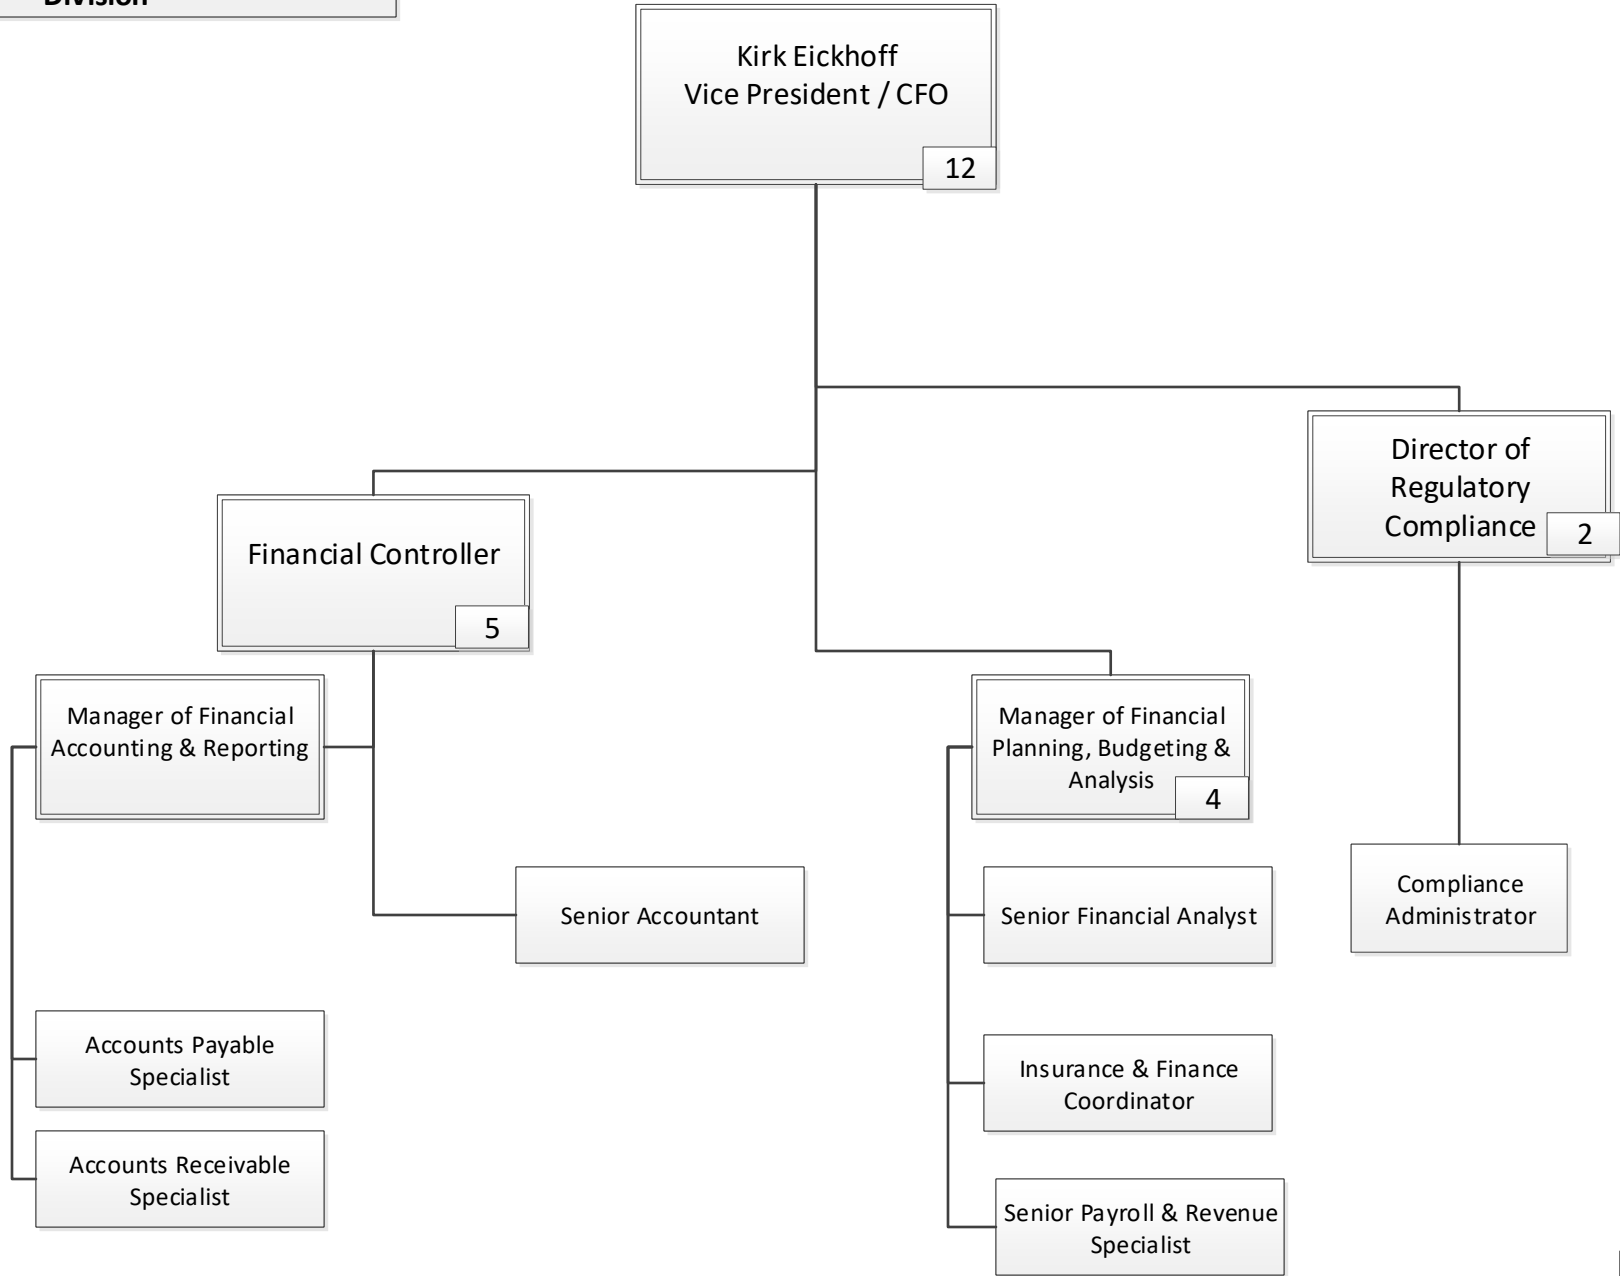 Division
Kirk Eickhoff
Vice President / CFO
12
Director of
Regulatory
Compliance
2
Financial Controller
5
Manager of Financial
Accounting & Reporting
Manager of Financial
Planning, Budgeting &
Analysis
4
Senior Accountant
Senior Financial Analyst
Compliance
Administrator
Accounts Payable
Specialist
Insurance & Finance
Coordinator
Accounts Receivable
Specialist
Senior Payroll & Revenue
Specialist